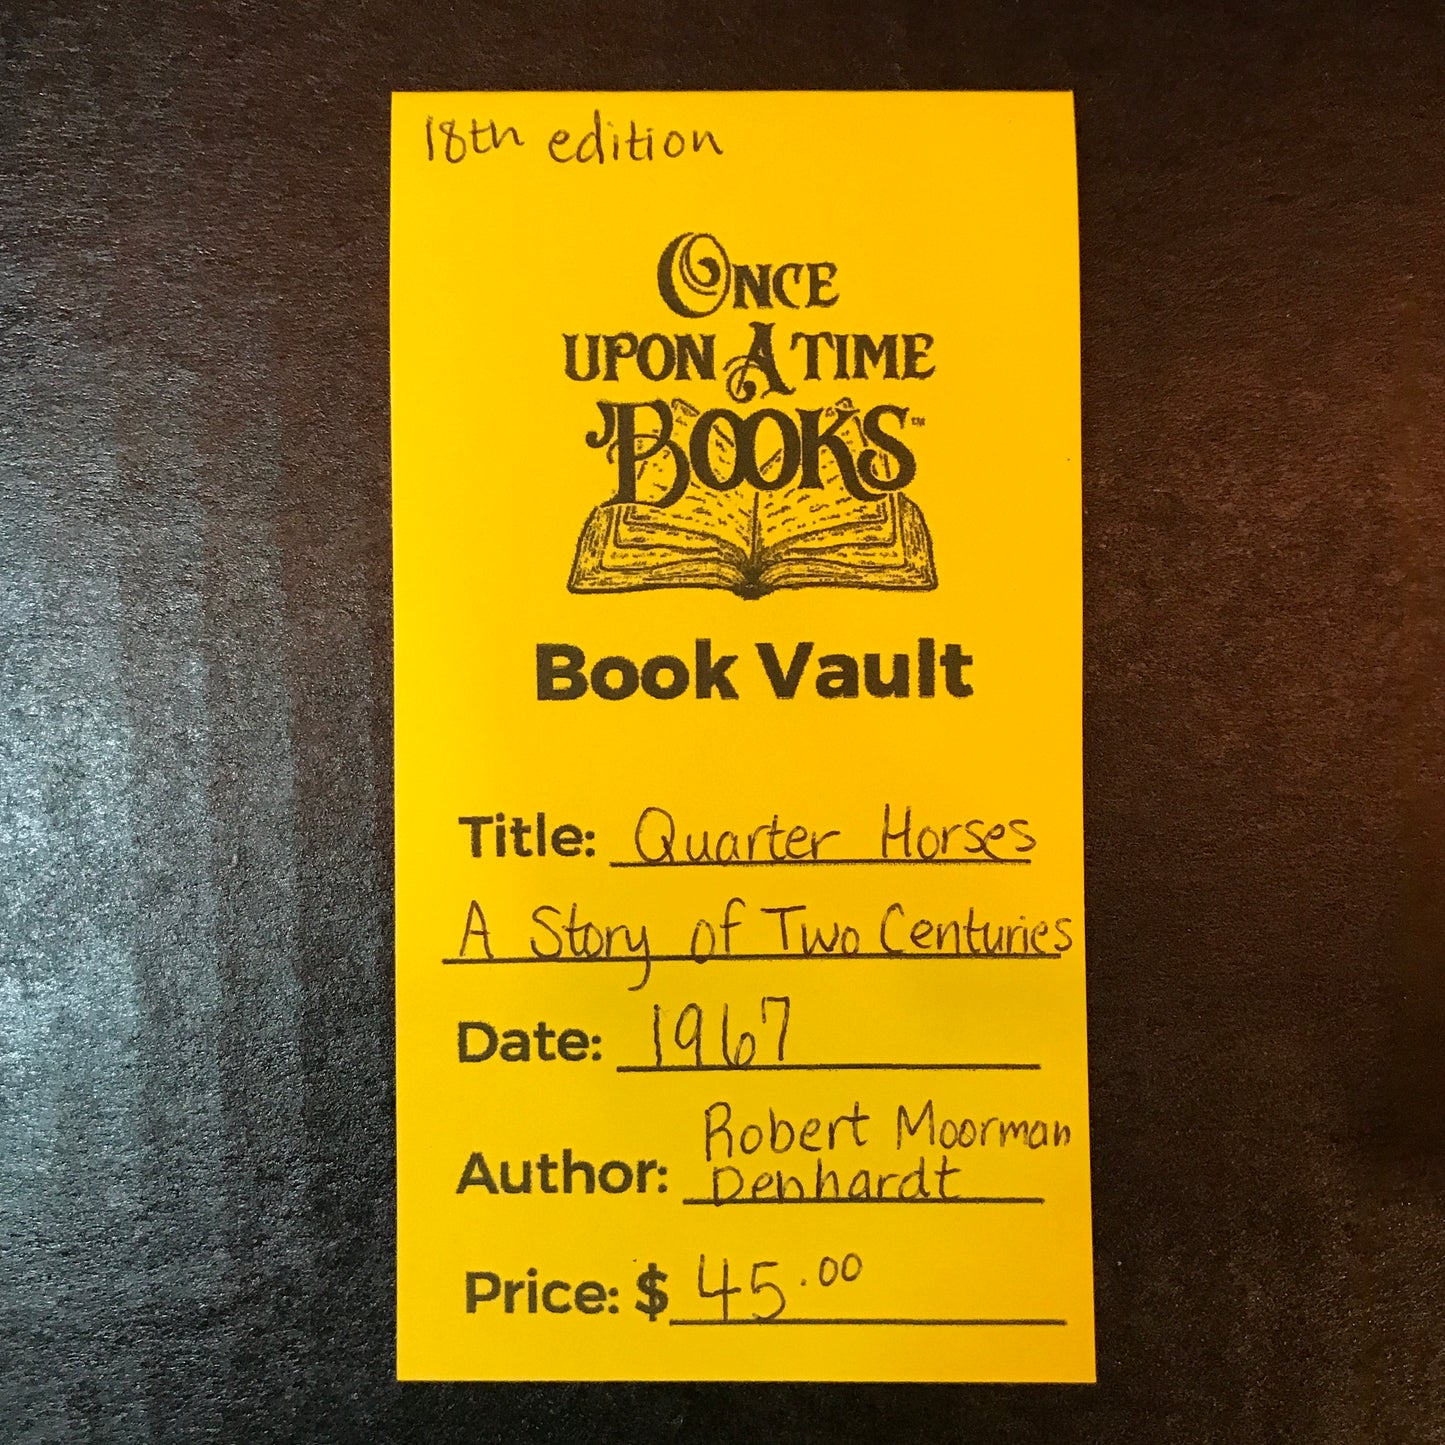 18th edition
ONCE
UPON A TIME
BOOKS™
Book Vault
Title: Quarter Horses
A Story of Two Centuries
Date: 1967
Robert Moorman
Author: Denhardt
Price: $ 45.00